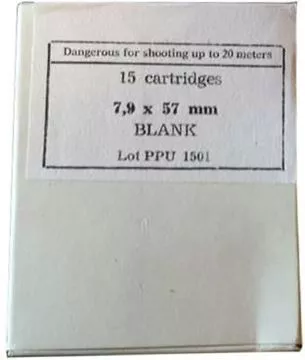 Dangerous for shooting up to 20 meters
15 cartridges
7,9 x 57 mm
BLANK
Lot PPU 1501